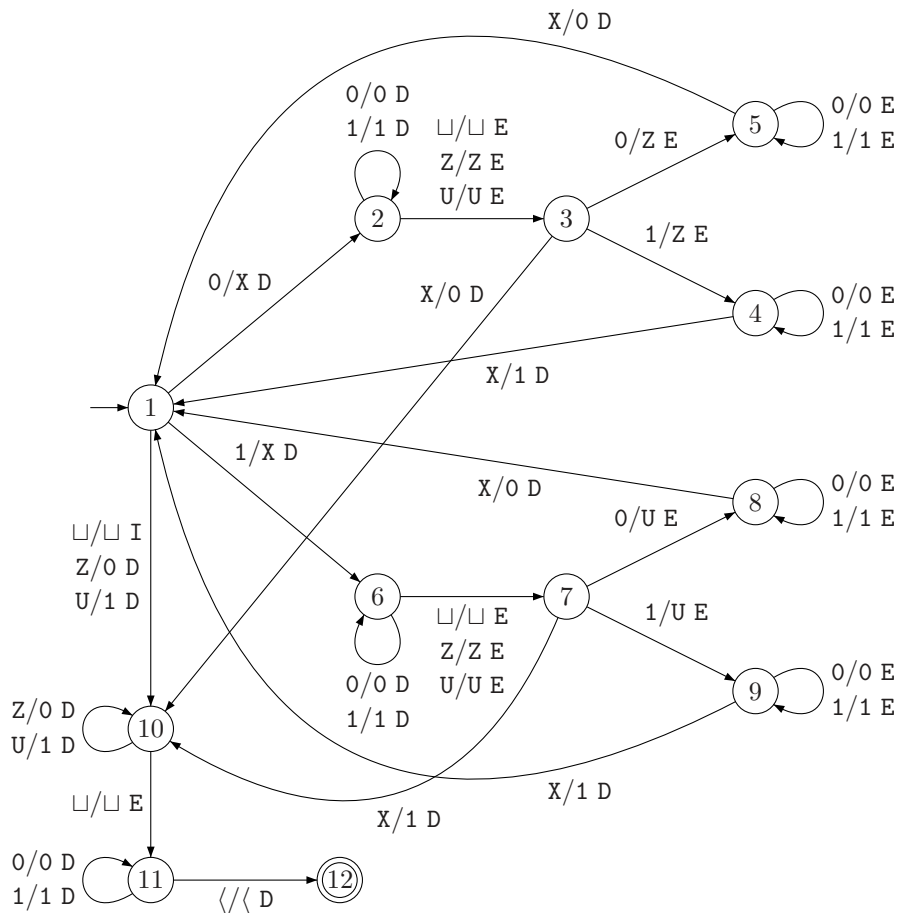 X/0 D
0/0 D
1/1 D
⊔/⊔ E
Z/Z E
U/U E
0/Z E
5
0/0 E
1/1 E
2
3
1/Z E
0/X D
X/0 D
4
0/0 E
1/1 E
X/1 D
1
1/X D
X/0 D
8
0/0 E
1/1 E
0/U E
⊔/⊔ I
Z/0 D
U/1 D
6
7
⊔/⊔ E
Z/Z E
U/U E
1/U E
0/0 D
1/1 D
9
0/0 E
1/1 E
Z/0 D
U/1 D
10
X/1 D
X/1 D
⊔/⊔ E
0/0 D
1/1 D
11
⟨/⟨ D
12